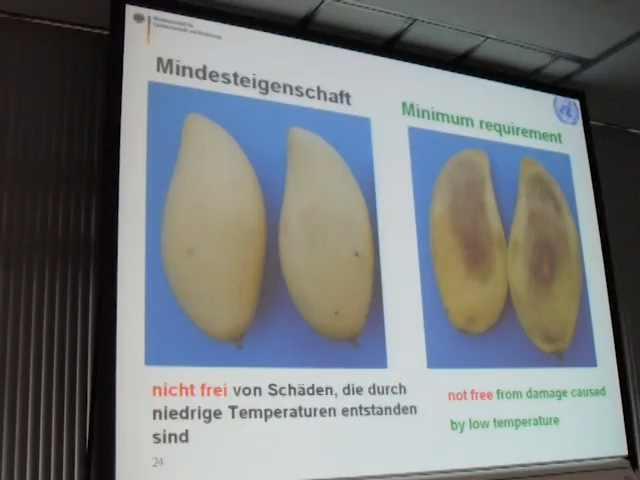 Mindesteigenschaft
Minimum requirement
nicht frei von Schäden, die durch
niedrige Temperaturen entstanden
sind
not free from damage caused
by low temperature
24